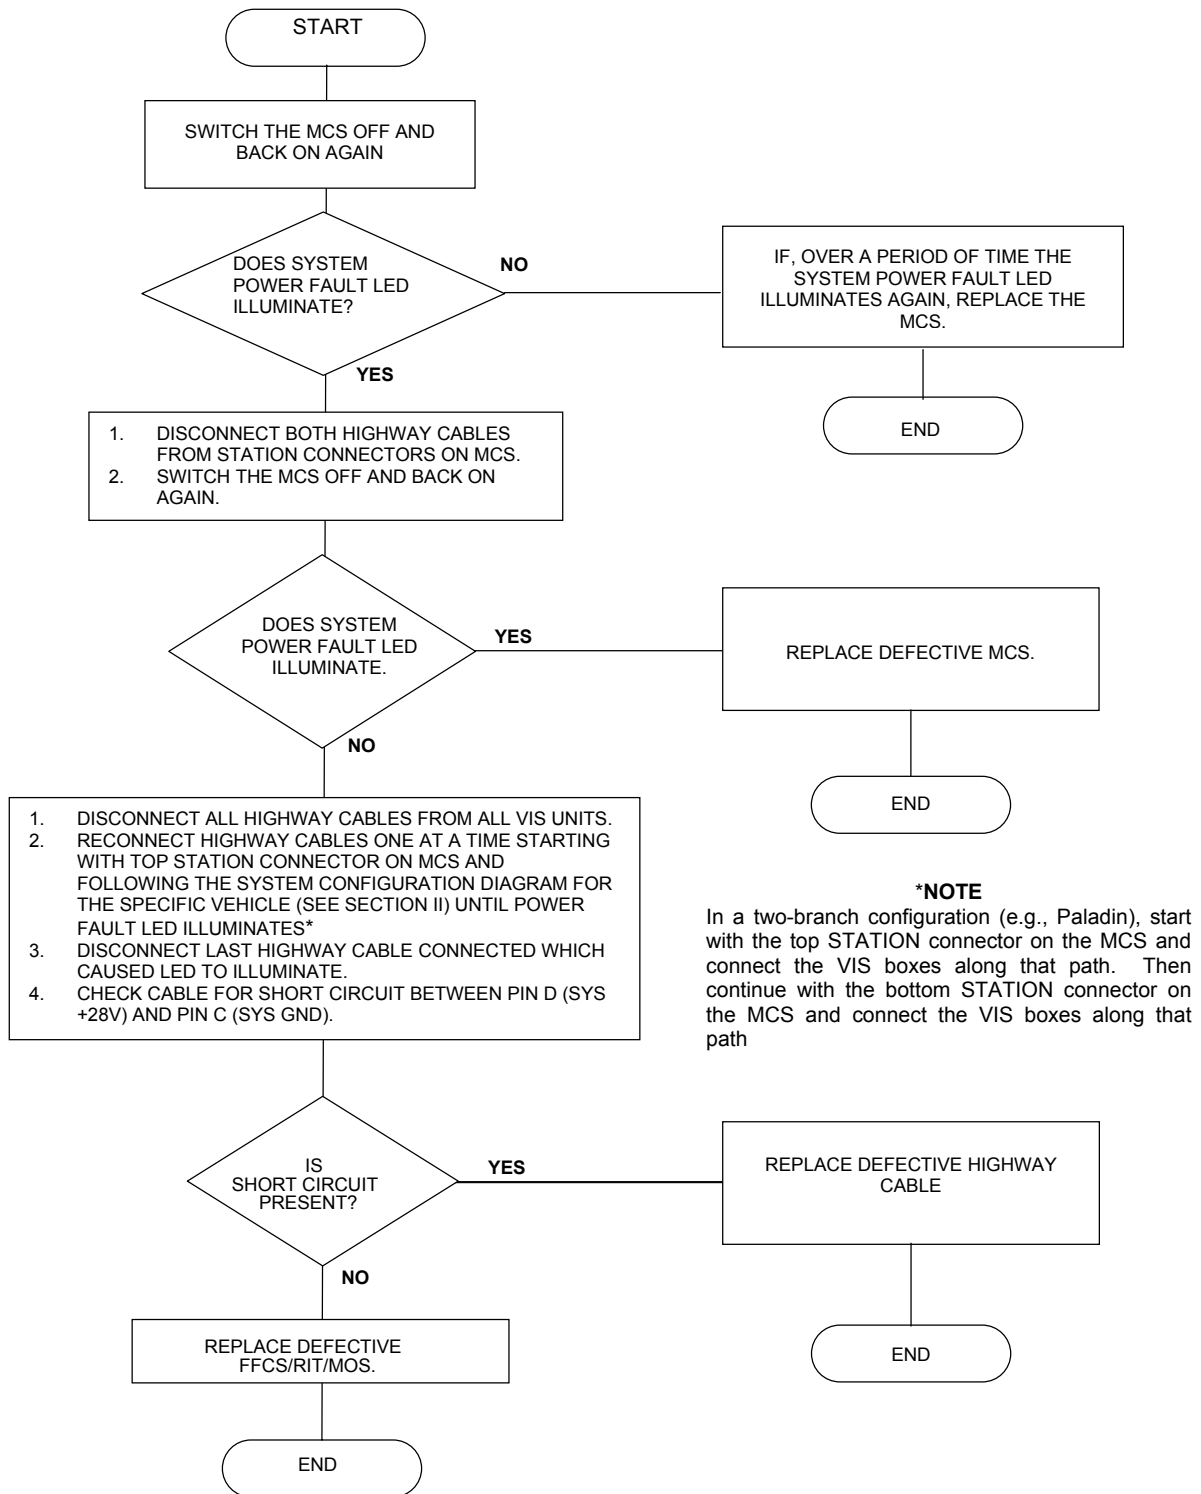 START
SWITCH THE MCS OFF AND
BACK ON AGAIN
DOES SYSTEM
POWER FAULT LED
ILLUMINATE?
NO
IF, OVER A PERIOD OF TIME THE
SYSTEM POWER FAULT LED
ILLUMINATES AGAIN, REPLACE THE
MCS.
END
YES
1. DISCONNECT BOTH HIGHWAY CABLES
FROM STATION CONNECTORS ON MCS.
2. SWITCH THE MCS OFF AND BACK ON
AGAIN.
DOES SYSTEM
POWER FAULT LED
ILLUMINATE.
YES
REPLACE DEFECTIVE MCS.
END
NO
1. DISCONNECT ALL HIGHWAY CABLES FROM ALL VIS UNITS.
2. RECONNECT HIGHWAY CABLES ONE AT A TIME STARTING
WITH TOP STATION CONNECTOR ON MCS AND
FOLLOWING THE SYSTEM CONFIGURATION DIAGRAM FOR
THE SPECIFIC VEHICLE (SEE SECTION II) UNTIL POWER
FAULT LED ILLUMINATES*
3. DISCONNECT LAST HIGHWAY CABLE CONNECTED WHICH
CAUSED LED TO ILLUMINATE.
4. CHECK CABLE FOR SHORT CIRCUIT BETWEEN PIN D (SYS
+28V) AND PIN C (SYS GND).
*NOTE
In a two-branch configuration (e.g., Paladin), start
with the top STATION connector on the MCS and
connect the VIS boxes along that path. Then
continue with the bottom STATION connector on
the MCS and connect the VIS boxes along that
path
IS
SHORT CIRCUIT
PRESENT?
YES
REPLACE DEFECTIVE HIGHWAY
CABLE
END
NO
REPLACE DEFECTIVE
FFCS/RIT/MOS.
END